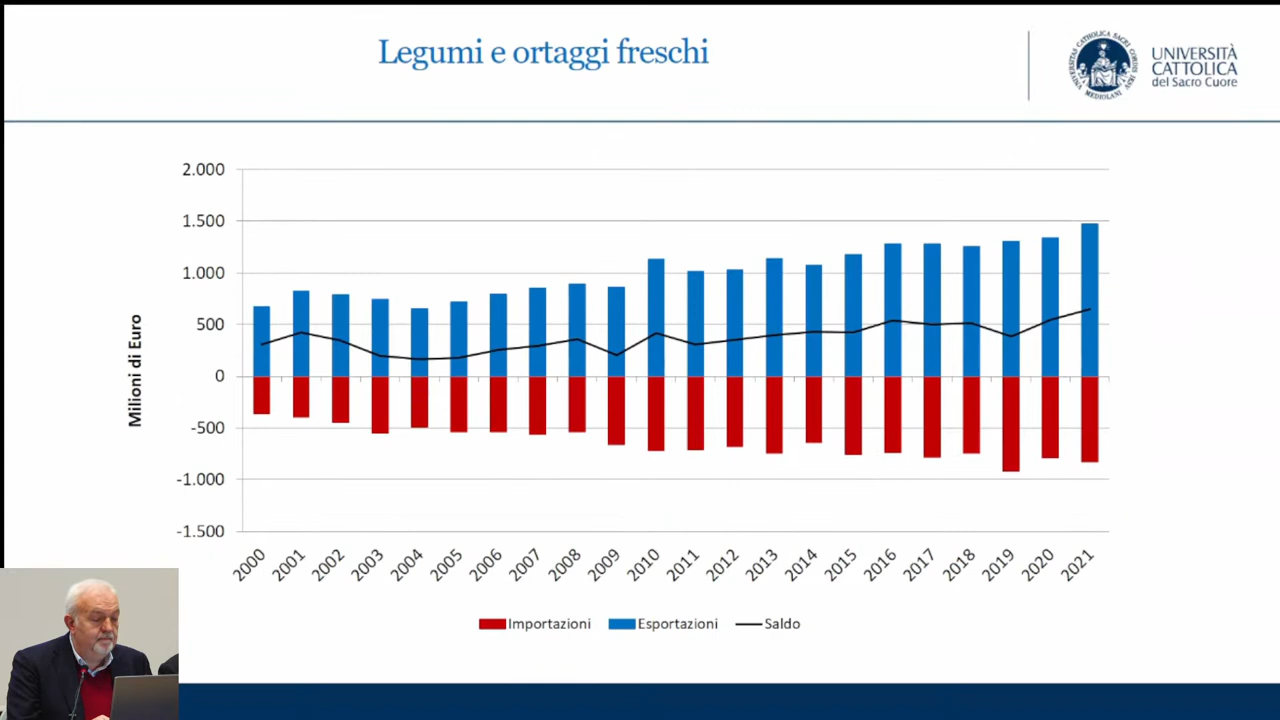 Legumi e ortaggi freschi
UNIVERSITÀ
CATTOLICA
del Sacro Cuore
2.000
1.500
1.000
500
0
-500
-1.000
-1.500
Milioni di Euro
2000 2001 2002 2003 2004 2005 2006 2007 2008 2009 2010 2011 2012 2013 2014 2015 2016 2017 2018 2019 2020 2021
Importazioni Esportazioni Saldo